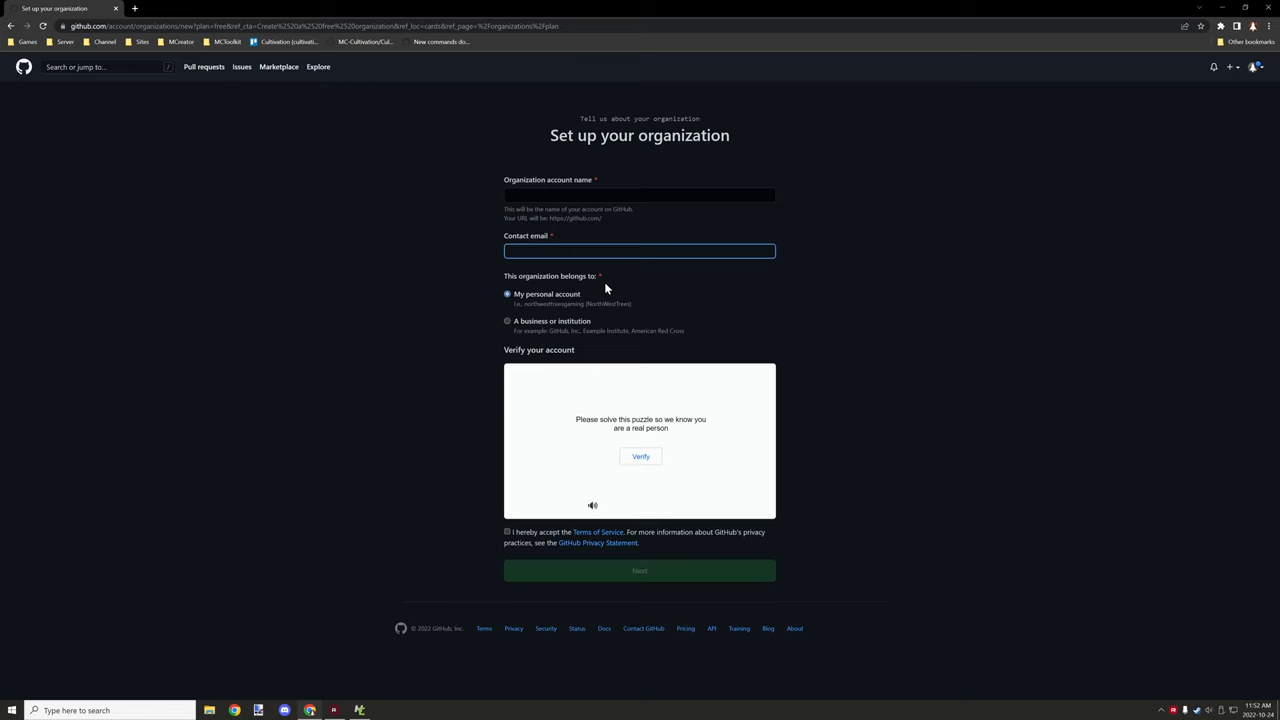 Set up your organization
github.com/account/organizations/new?plan=free&ref_cta=Create%2520a%2520free%2520organization&ref_loc=cards&ref_page=%2Forganizations%2Fplan
Games
Server
Channel
Sites
MCreator
MCToolkit
Cultivation (cultivati...
MC-Cultivation/Cul...
New commands do...
Other bookmarks
Search or jump to...
/
Pull requests
Issues
Marketplace
Explore
Tell us about your organization
Set up your organization
Organization account name *
This will be the name of your account on GitHub.
Your URL will be: https://github.com/
Contact email *
This organization belongs to: *
My personal account
I.e., northwesttreesgaming (NorthWestTrees)
A business or institution
For example: GitHub, Inc., Example Institute, American Red Cross
Verify your account
Please solve this puzzle so we know you
are a real person
Verify
I hereby accept the Terms of Service. For more information about GitHub's privacy
practices, see the GitHub Privacy Statement.
Next
© 2022 GitHub, Inc.
Terms
Privacy
Security
Status
Docs
Contact GitHub
Pricing
API
Training
Blog
About
Type here to search
11:52 AM
2022-10-24